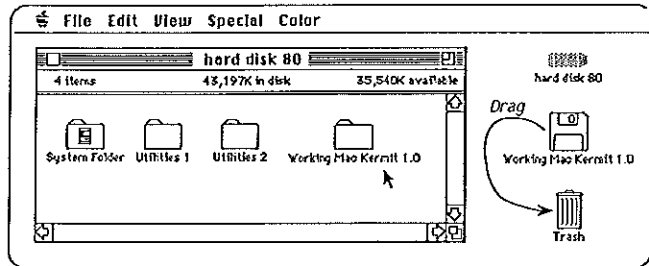 File Edit View Special Color
hard disk 80
4 items 43,197K in disk 35,540K available
System Folder Utilities 1 Utilities 2 Working Mac Kermit 1.0
hard disk 80
Drag
Working Mac Kermit 1.0
Trash